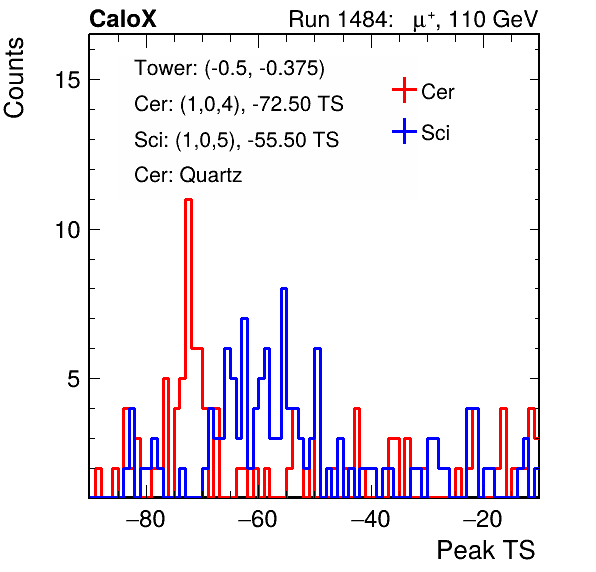 CaloX Run 1484: μ⁺, 110 GeV
Counts
Tower: (-0.5, -0.375)
Cer: (1,0,4), -72.50 TS
Sci: (1,0,5), -55.50 TS
Cer: Quartz
Cer
Sci
15
10
5
−80 −60 −40 −20
Peak TS